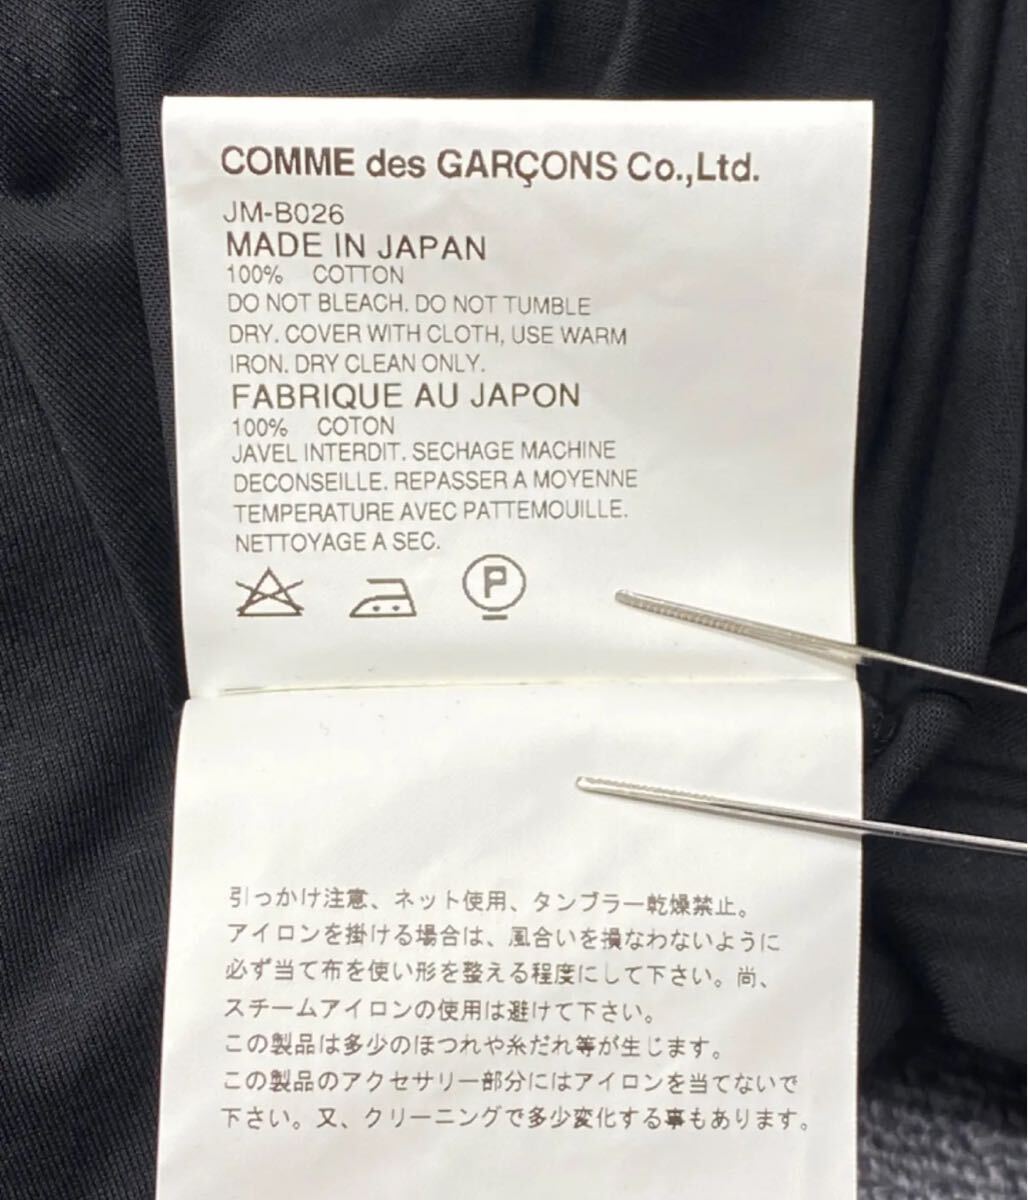 COMME des GARÇONS Co.,Ltd.
JM-B026
MADE IN JAPAN
100% COTTON
DO NOT BLEACH. DO NOT TUMBLE
DRY. COVER WITH CLOTH, USE WARM
IRON. DRY CLEAN ONLY.
FABRIQUE AU JAPON
100% COTON
JAVEL INTERDIT. SECHAGE MACHINE
DECONSEILLE. REPASSER A MOYENNE
TEMPERATURE AVEC PATTEMOUILLE.
NETTOYAGE A SEC.
P
引っかけ注意、ネット使用、タンブラー乾燥禁止。
アイロンを掛ける場合は、風合いを損なわないように
必ず当て布を使い形を整える程度にして下さい。尚、
スチームアイロンの使用は避けて下さい。
この製品は多少のほつれや糸だれ等が生じます。
この製品のアクセサリー部分にはアイロンを当てないで
下さい。又、クリーニングで多少変化する事もあります。